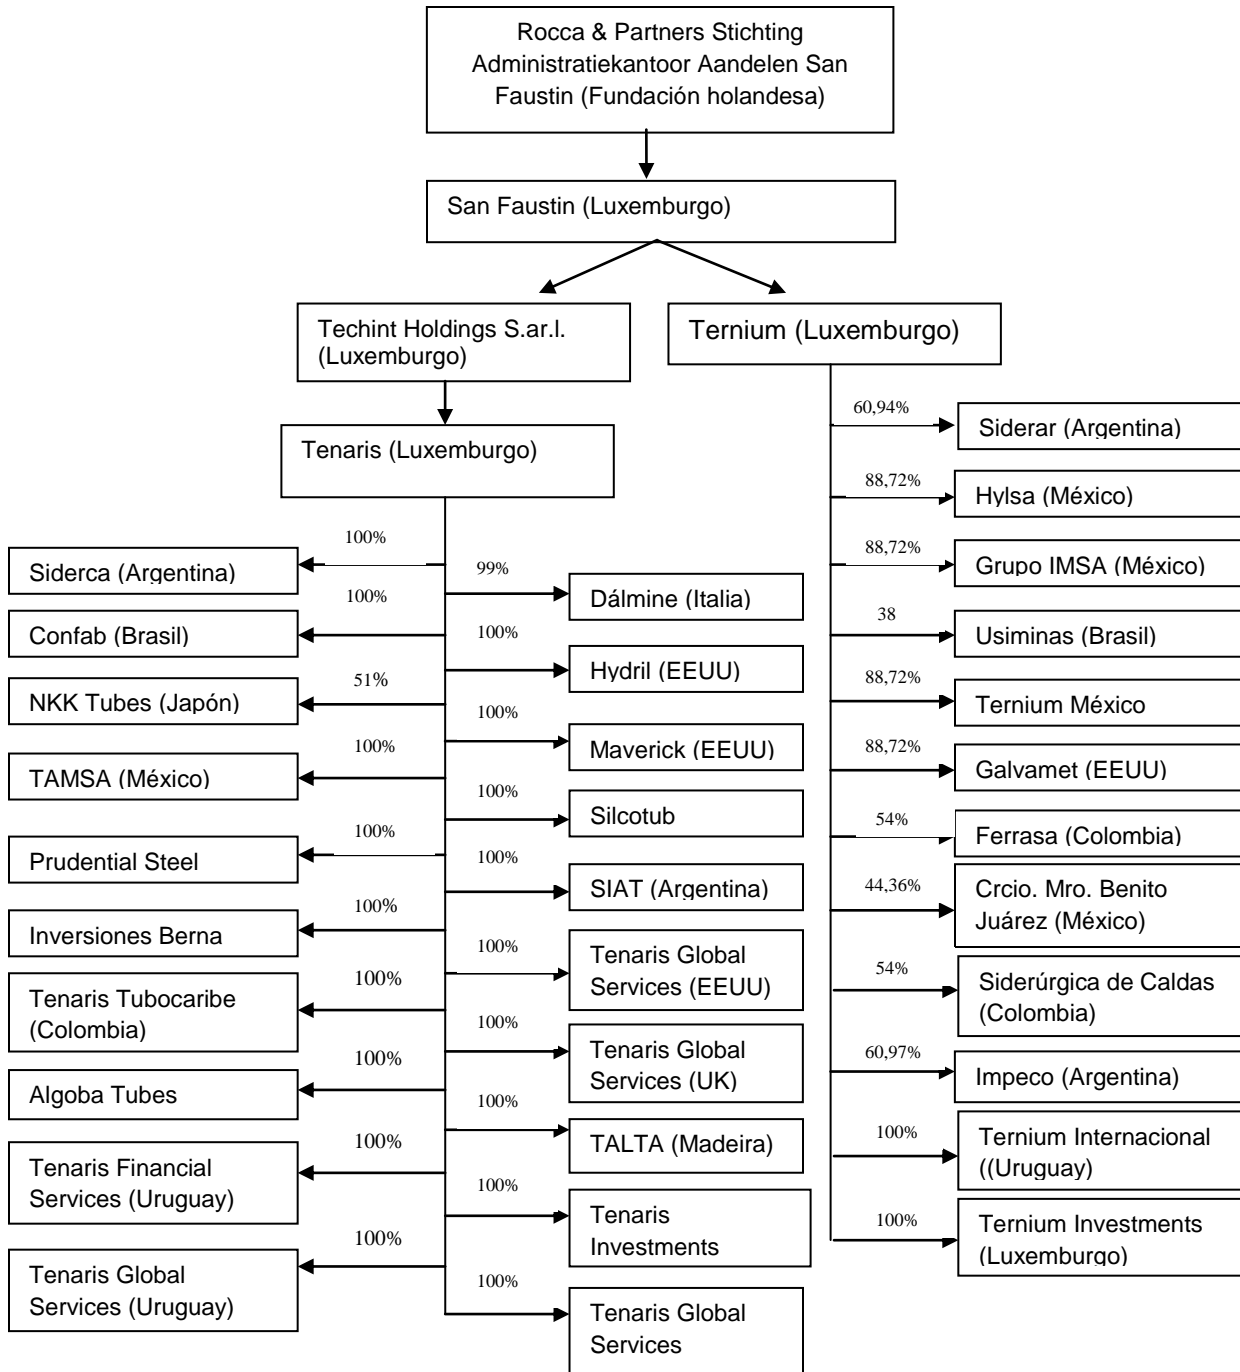 Rocca & Partners Stichting
Administratiekantoor Aandelen San
Faustin (Fundación holandesa)
San Faustin (Luxemburgo)
Techint Holdings S.ar.l.
(Luxemburgo)
Ternium (Luxemburgo)
Tenaris (Luxemburgo)
100%
Siderca (Argentina)
100%
Confab (Brasil)
51%
NKK Tubes (Japón)
100%
TAMSA (México)
100%
Prudential Steel
100%
Inversiones Berna
100%
Tenaris Tubocaribe
(Colombia)
100%
Algoba Tubes
100%
Tenaris Financial
Services (Uruguay)
100%
Tenaris Global
Services (Uruguay)
99%
Dálmine (Italia)
100%
Hydril (EEUU)
100%
Maverick (EEUU)
100%
Silcotub
100%
SIAT (Argentina)
100%
Tenaris Global
Services (EEUU)
100%
Tenaris Global
Services (UK)
100%
TALTA (Madeira)
100%
Tenaris
Investments
100%
Tenaris Global
Services
60,94%
Siderar (Argentina)
88,72%
Hylsa (México)
88,72%
Grupo IMSA (México)
38
Usiminas (Brasil)
88,72%
Ternium México
88,72%
Galvamet (EEUU)
54%
Ferrasa (Colombia)
44,36%
Crcio. Mro. Benito
Juárez (México)
54%
Siderúrgica de Caldas
(Colombia)
60,97%
Impeco (Argentina)
100%
Ternium Internacional
((Uruguay)
100%
Ternium Investments
(Luxemburgo)